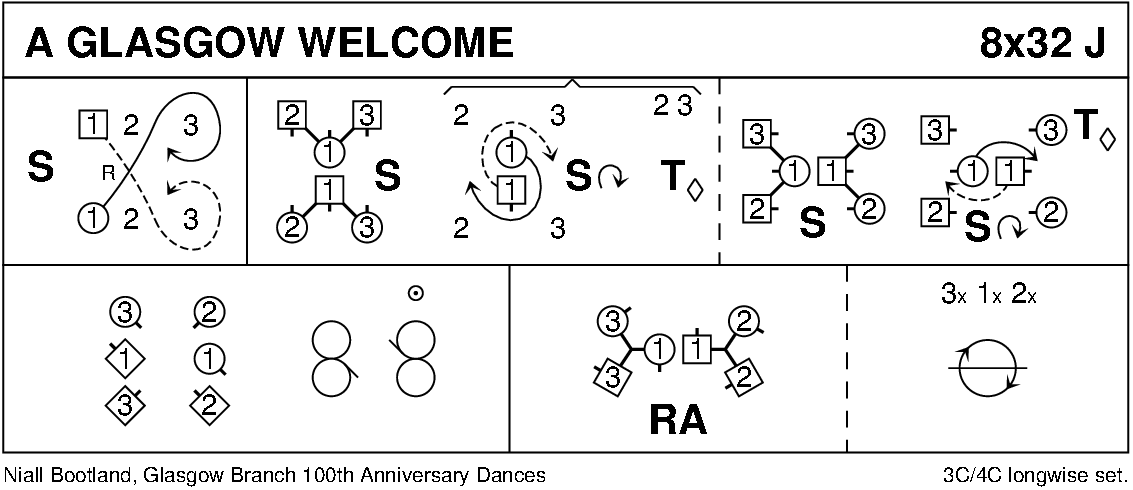 A GLASGOW WELCOME 8x32 J
1 2 3
S R
1 2 3
2 3
1
1 S
2 3
2 3 2 3
1
1 S T
2 3
3 3
1 1
2 S 2
3 3 T
1 1
2 S 2
3 2
1 1
3 2
3 2
1 1
3 2
RA
3x 1x 2x
Niall Bootland, Glasgow Branch 100th Anniversary Dances 3C/4C longwise set.